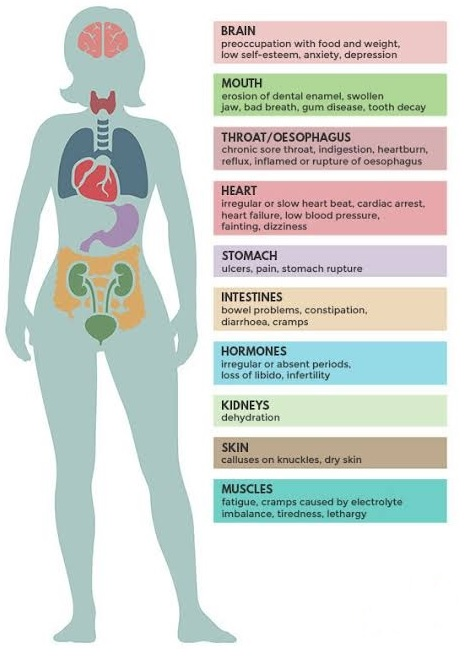 BRAIN
preoccupation with food and weight,
low self-esteem, anxiety, depression
MOUTH
erosion of dental enamel, swollen
jaw, bad breath, gum disease, tooth decay
THROAT/OESOPHAGUS
chronic sore throat, indigestion, heartburn,
reflux, inflamed or rupture of oesophagus
HEART
irregular or slow heart beat, cardiac arrest,
heart failure, low blood pressure,
fainting, dizziness
STOMACH
ulcers, pain, stomach rupture
INTESTINES
bowel problems, constipation,
diarrhoea, cramps
HORMONES
irregular or absent periods,
loss of libido, infertility
KIDNEYS
dehydration
SKIN
calluses on knuckles, dry skin
MUSCLES
fatigue, cramps caused by electrolyte
imbalance, tiredness, lethargy